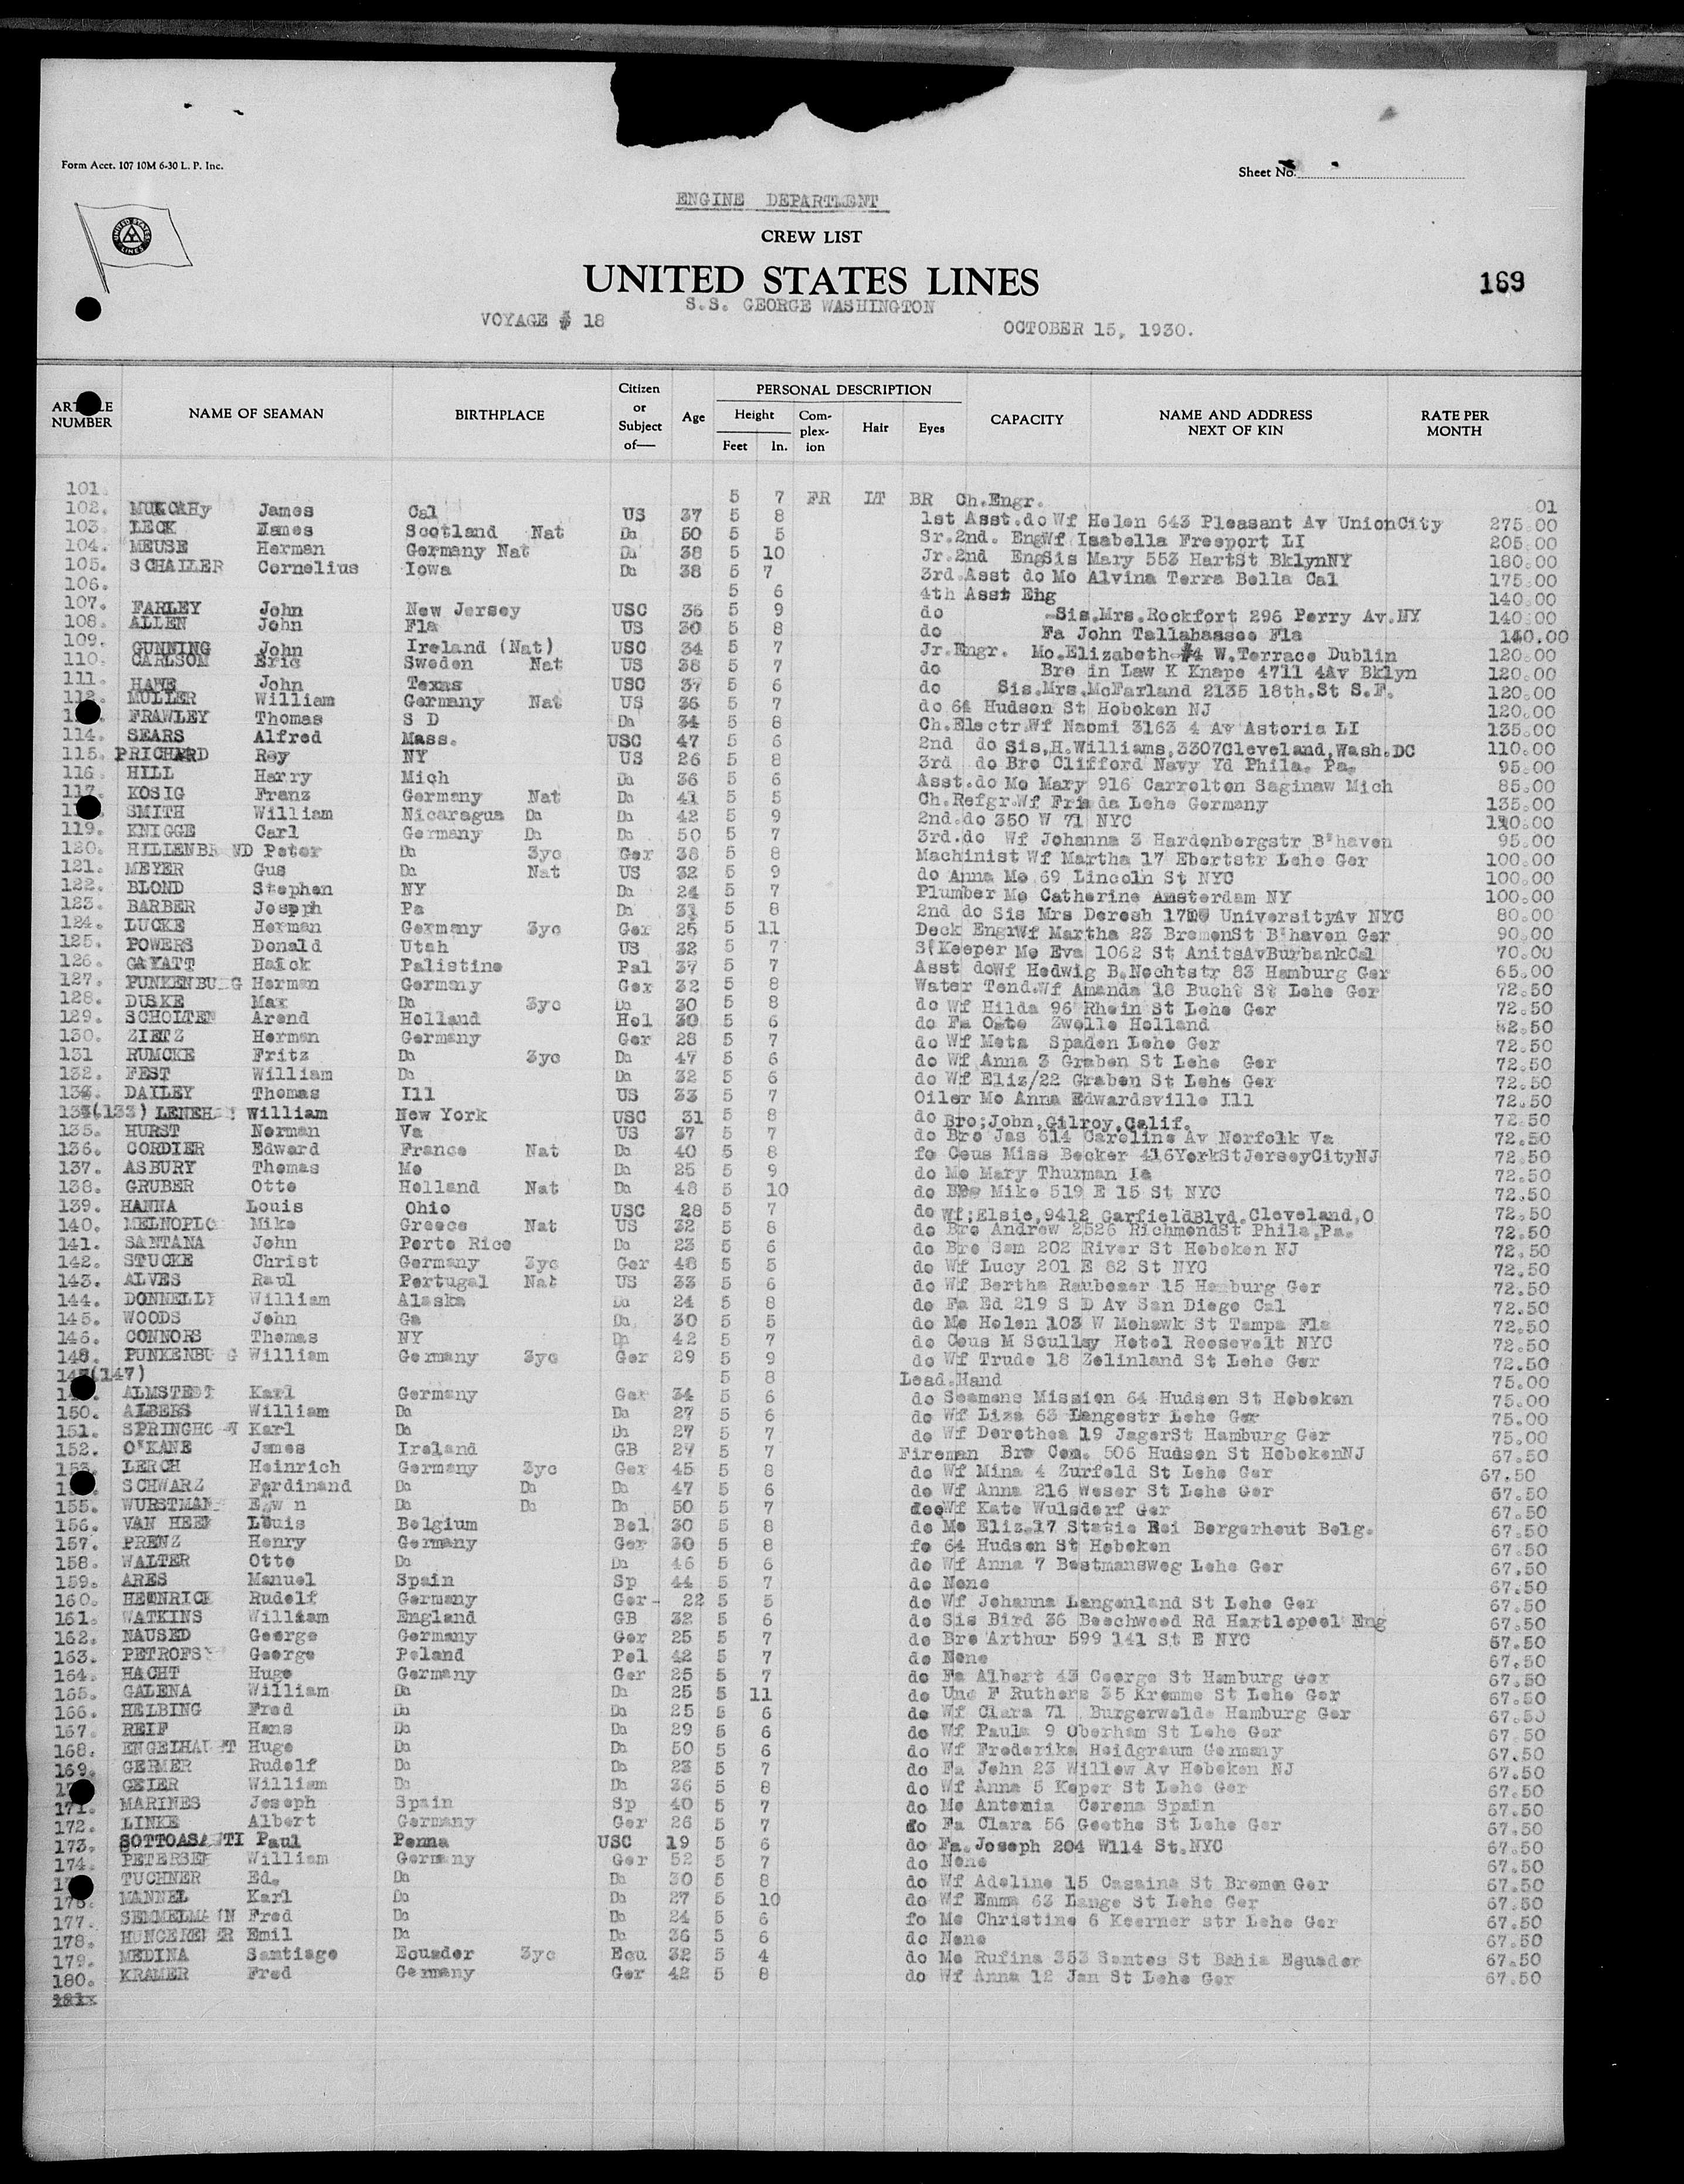 Form Acct. 107 10M 6-30 L. P. Inc.
Sheet No.
ENGINE DEPARTMENT
CREW LIST
UNITED STATES LINES
169
S.S. GEORGE WASHINGTON
VOYAGE # 18
OCTOBER 15, 1930.
UNITED STATES LINES
ARTICLE NUMBER NAME OF SEAMAN BIRTHPLACE Citizen or Subject of— Age PERSONAL DESCRIPTION Height Feet In. Complexion Hair Eyes CAPACITY NAME AND ADDRESS NEXT OF KIN RATE PER MONTH
101. 5 7 FR LT BR Ch.Engr. 01
102. James Cal US 37 5 8 1st Asst.do Wf Helen 643 Pleasant Av UnionCity 275.00
103. LECK James Scotland Nat Do 50 5 5 Sr.2nd. EngWf Isabella Freeport LI 205.00
104. MEUSE Herman Germany Nat Do 38 5 10 Jr.2nd EngSis Mary 553 HartSt BklynNY 180.00
105. SCHALLER Cornelius Iowa Do 38 5 7 3rd.Asst do Mo Alvina Terra Bella Cal 175.00
106. 5 6 4th Asst Eng 140.00
107. FARLEY John New Jersey USC 36 5 9 do Sis.Mrs.Rockfort 296 Perry Av.NY 140.00
108. ALLEN John Fla US 30 5 8 do Fa John Tallahassee Fla 140.00
109. GUNNING John Ireland (Nat) USC 34 5 7 Jr.Engr. Mo.Elizabeth #4 W.Terrace Dublin 120.00
110. CARLSON Eric Sweden Nat US 38 5 7 do Bro in Law K Knape 4711 4Av Bklyn 120.00
111. HANE John Texas USC 37 5 6 do Sis.Mrs.McFarland 2135 18th.St S.F. 120.00
112. MULLER William Germany Nat US 36 5 7 do 64 Hudson St Hoboken NJ 120.00
FRAWLEY Thomas S D Do 34 5 8 Ch.Electr.Wf Naomi 3163 4 Av Astoria LI 135.00
114. SEARS Alfred Mass. USC 47 5 6 2nd do Sis,H.Williams,3307Cleveland,Wash.DC 110.00
115. PRICHARD Roy NY US 26 5 8 3rd do Bro Clifford Navy Yd Phila. Pa. 95.00
116. HILL Harry Mich Do 36 5 6 Asst.do Mo Mary 916 Carrolton Saginaw Mich 85.00
117. KOSIG Franz Germany Nat Do 41 5 5 Ch.Refgr.Wf Frieda Lehe Germany 135.00
SMITH William Nicaragua Do Do 42 5 9 2nd.do 350 W 71 NYC 110.00
119. KNIGGE Carl Germany Do Do 50 5 7 3rd.do Wf Johanna 3 Hardenbergstr B'haven 95.00
120. HILLENBR ND Peter Do 3yc Ger 38 5 8 Machinist Wf Martha 17 Ebertstr Lehe Ger 100.00
121. MEYER Gus Do Nat US 32 5 9 do Anna Mo 69 Lincoln St NYC 100.00
122. BLOND Stephen NY Do 24 5 7 Plumber Mo Catherine Amsterdam NY 100.00
123. BARBER Joseph Pa Do 31 5 8 2nd do Sis Mrs Deresh UniversityAv NYC 80.00
124. LUCKE Herman Germany 3yc Ger 25 5 11 Deck EngrWf Martha 23 BremenSt B'haven Ger 90.00
125. POWERS Donald Utah US 32 5 7 StKeeper Mo Eva 1062 St AnitsAvBurbankCal 70.00
126. GAYATT Haick Palistine Pal 37 5 7 Asst doWf Hedwig B.Nochtstr 83 Hamburg Ger 65.00
127. PUNKENBU G Herman Germany Ger 32 5 8 Water Tend.Wf Amanda 18 Bucht St Lehe Ger 72.50
128. DUSKE Max Do 3yc Do 30 5 8 do Wf Hilda 96 Rhein St Lehe Ger 72.50
129. SCHOLTEN Arend Holland Hol 30 5 6 do Fa Otto Zwolle Holland 82.50
130. ZIETZ Herman Germany Ger 28 5 7 do Wf Meta Spaden Lehe Ger 72.50
131 RUMCKE Fritz Do 3yc Do 47 5 6 do Wf Anna 3 Graben St Lehe Ger 72.50
132. FEST William Do Do 32 5 6 do Wf Eliz/22 Graben St Lehe Ger 72.50
DAILEY Thomas Ill US 33 5 7 Oiler Mo Anna Edwardsville Ill 72.50
134(133) LENEH William New York USC 31 5 8 do Bro;John,Gilroy,Calif. 72.50
135. HURST Norman Va US 37 5 7 do Bro Jas 614 Caroline Av Norfolk Va 72.50
136. CORDIER Edward France Nat Do 40 5 8 fo Cous Miss Becker 416YorkStJerseyCityNJ 72.50
137. ASBURY Thomas Mo Do 25 5 9 do Mo Mary Thurman Ia 72.50
138. GRUBER Otto Holland Nat Do 48 5 10 do Bro Mike 519 E 15 St NYC 72.50
139. HANNA Louis Ohio USC 28 5 7 do Wf;Elsie,9412 GarfieldBlvd.Cleveland,O 72.50
140. MELNOPLO Mike Greece Nat US 32 5 8 do Bro Andrew 2526 RichmondSt Phila.Pa. 72.50
141. SANTANA John Porto Rico Do 23 5 6 do Bro Sam 202 River St Hoboken NJ 72.50
142. STUCKE Christ Germany 3yc Ger 48 5 5 do Wf Lucy 201 E 82 St NYC 72.50
143. ALVES Raul Portugal Nat US 33 5 6 do Wf Bertha 15 Hamburg Ger 72.50
144. DONNELLY William Alaska Do 24 5 8 do Fa Ed 219 S D Av San Diego Cal 72.50
145. WOODS John Ga Do 30 5 5 do Mo Helen 103 W Mohawk St Tampa Fla 72.50
146. CONNORS Thomas NY Do 42 5 7 do Cous M Scullay Hotel Roosevelt NYC 72.50
148. PUNKENBU G William Germany 3yc Ger 29 5 9 do Wf Trude 18 Zelinland St Lehe Ger 72.50
(147) 5 8 Lead.Hand 75.00
ALMSTEDT Karl Germany Ger 34 5 6 do Seamens Mission 64 Hudson St Hoboken 75.00
150. ALBERS William Do Do 27 5 6 do Wf Liza 63 Langestr Lehe Ger 75.00
151. SPRINGHO N Karl Do Do 27 5 7 do Wf Dorothea 19 JagerSt Hamburg Ger 75.00
152. O'KANE James Ireland GB 27 5 7 Fireman Bro Con. 506 Hudson St HobokenNJ 67.50
153. LERCH Heinrich Germany 3yc Ger 45 5 8 do Wf Mina 4 Zurfeld St Lehe Ger 67.50
SCHWARZ Ferdinand Do Do Do 47 5 6 do Wf Anna 216 Weser St Lehe Ger 67.50
155. WURSTMAN Edw n Do Do Do 50 5 7 dooWf Kate Wulsdorf Ger 67.50
156. VAN HEEK Louis Belgium Bel 30 5 8 do Mo Eliz.17 Statie Rei Borgerhout Belg. 67.50
157. PRENZ Henry Germany Ger 30 5 8 fo 64 Hudson St Hoboken 67.50
158. WALTER Otto Do Do 46 5 6 do Wf Anna 7 Bestmansweg Lehe Ger 67.50
159. ARES Manuel Spain Sp 44 5 7 do None 67.50
160. HEONRICK Rudolf Germany Ger- 22 5 5 do Wf Johanna Langenland St Lehe Ger 67.50
161. WATKINS William England GB 32 5 6 do Sis Bird 36 Beechwood Rd Hartlepool Eng 67.50
162. NAUSED George Germany Ger 25 5 7 do Bro Arthur 599 141 St E NYC 67.50
163. PETROFS George Poland Pol 42 5 7 do None 67.50
164. HACHT Hugo Germany Ger 25 5 7 do Fa Albert 43 George St Hamburg Ger 67.50
165. GALENA William Do Do 25 5 11 do Unc F Ruthers 35 Kromme St Lehe Ger 67.50
166. HELBING Fred Do Do 25 5 6 do Wf Clara 71 Burgerwelde Hamburg Ger 67.50
167. REIF Hans Do Do 29 5 6 do Wf Paula 9 Oberham St Lehe Ger 67.50
168. ENGELHAU T Hugo Do Do 50 5 6 do Wf Frederika Heidgraum Germany 67.50
169. GERMER Rudolf Do Do 23 5 7 do Fa John 23 Willow Av Hoboken NJ 67.50
GEIER William Do Do 36 5 8 do Wf Anna 5 Koper St Lehe Ger 67.50
171. MARINES Joseph Spain Sp 40 5 7 do Mo Antonia Corona Spain 67.50
172. LINKE Albert Germany Ger 26 5 7 do Fa Clara 56 Goethe St Lehe Ger 67.50
173. SOTTOASA TI Paul Penna USC 19 5 6 do Fa.Joseph 204 W114 St.NYC 67.50
174. PETERSEN William Germany Ger 52 5 7 do None 67.50
TUCHNER Ed. Do Do 30 5 8 do Wf Adeline 15 Casaina St Bremen Ger 67.50
176. MANNEL Karl Do Do 27 5 10 do Wf Emma 63 Lange St Lehe Ger 67.50
177. SEMMELMA N Fred Do Do 24 5 6 fo Mo Christine 6 Koerner str Lehe Ger 67.50
178. Emil Do Do 36 5 6 do None 67.50
179. MEDINA Santiago Ecuador 3yc Ecu 32 5 4 do Mo Rufina 353 Santos St Bahia Equador 67.50
180. KRAMER Fred Germany Ger 42 5 8 do Wf Anna 12 Jan St Lehe Ger 67.50